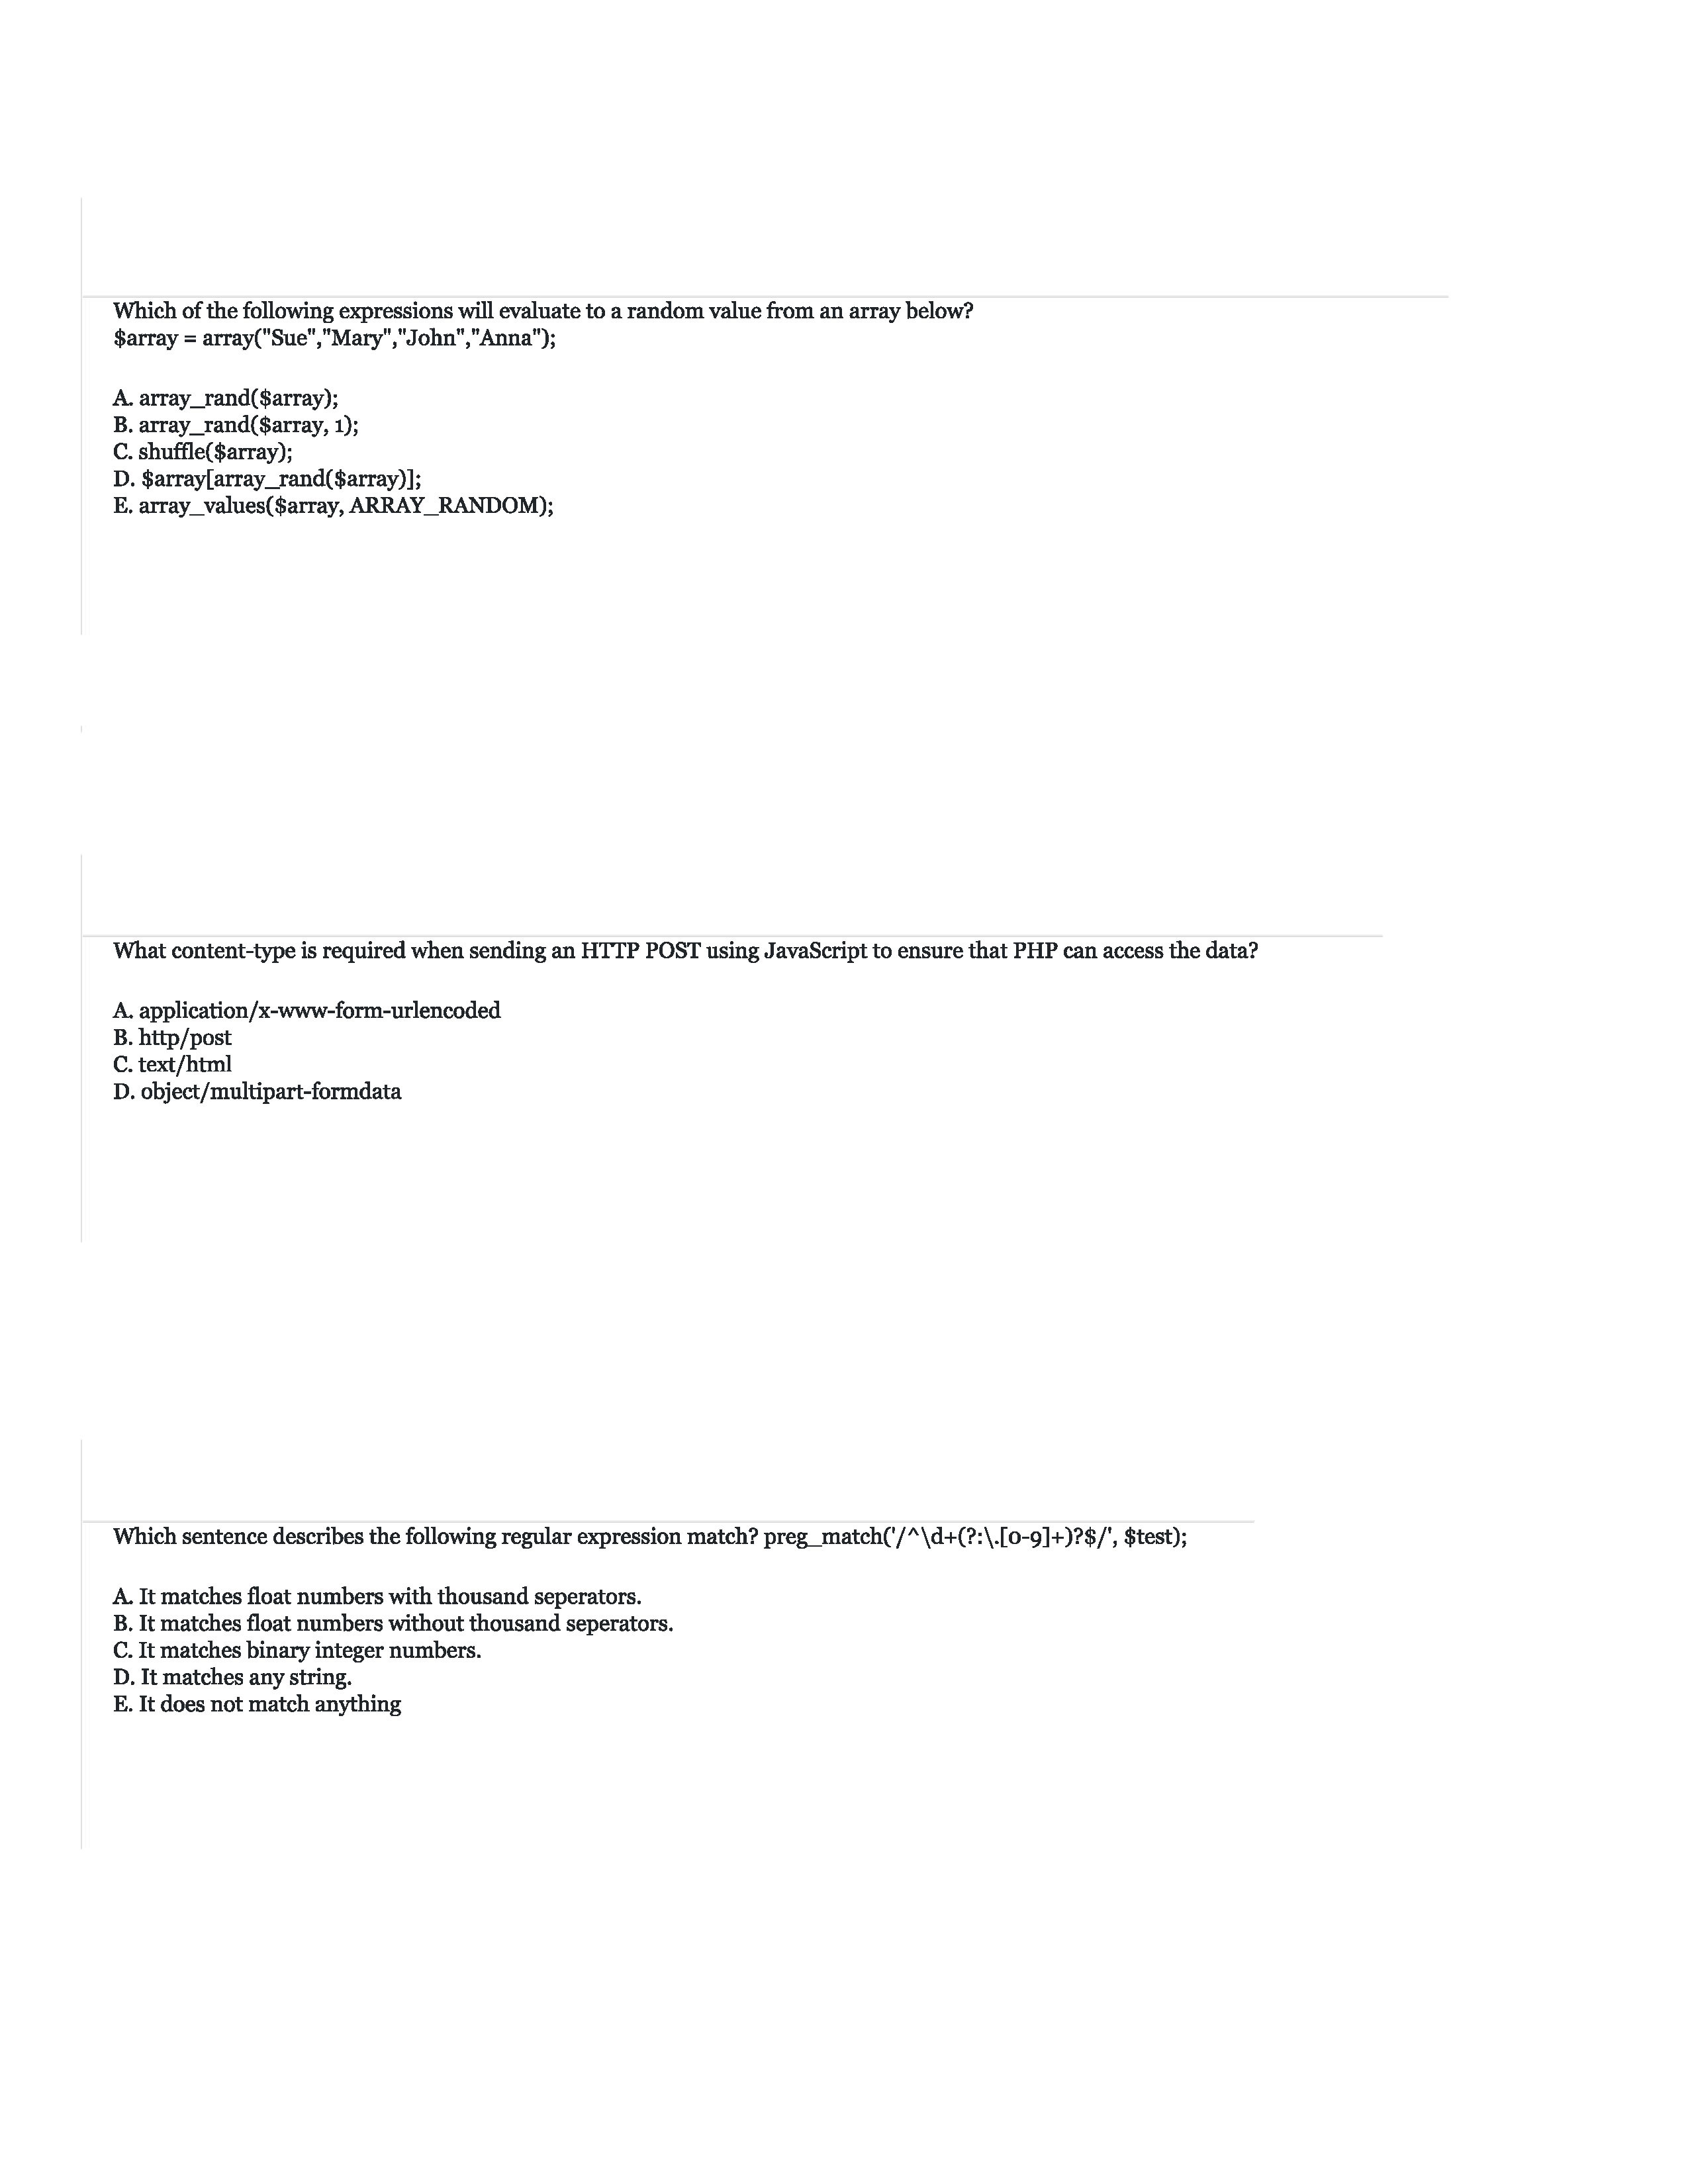 Which of the following expressions will evaluate to a random value from an array below?
$array = array("Sue","Mary","John","Anna");
A. array_rand($array);
B. array_rand($array, 1);
C. shuffle($array);
D. $array[array_rand($array)];
E. array_values($array, ARRAY_RANDOM);
What content-type is required when sending an HTTP POST using JavaScript to ensure that PHP can access the data?
A. application/x-www-form-urlencoded
B. http/post
C. text/html
D. object/multipart-formdata
Which sentence describes the following regular expression match? preg_match('/^\d+(?:\.[0-9]+)?$/', $test);
A. It matches float numbers with thousand seperators.
B. It matches float numbers without thousand seperators.
C. It matches binary integer numbers.
D. It matches any string.
E. It does not match anything